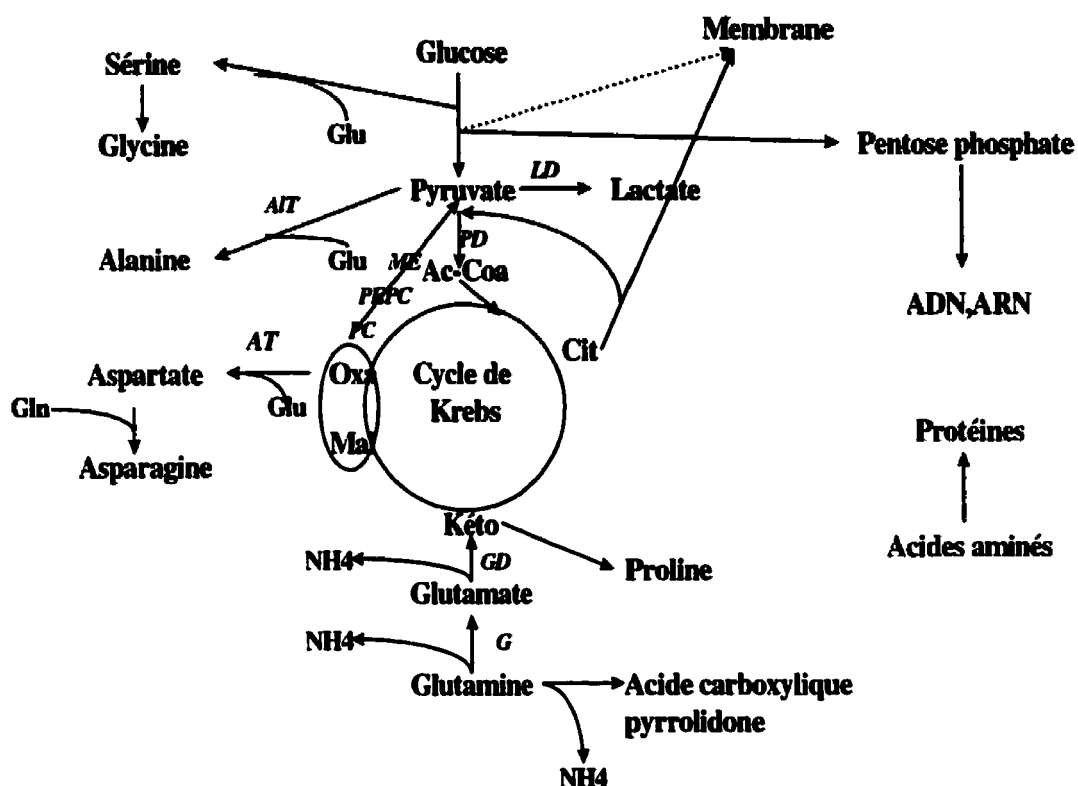 Membrane
Glucose
Sérine
Glu
Glycine
Pentose phosphate
LD
Pyruvate
Lactate
AlT
Alanine
Glu
ME
PD
Ac-Coa
PEPC
PC
ADN,ARN
AT
Cit
Aspartate
Oxa
Cycle de
Krebs
Gln
Glu
Mal
Protéines
Asparagine
Kéto
NH4
GD
Acides aminés
Glutamate
Proline
NH4
G
Glutamine
Acide carboxylique
pyrrolidone
NH4